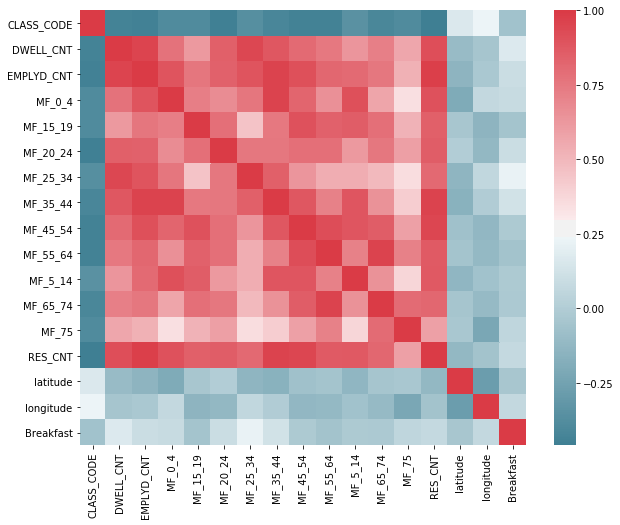 CLASS_CODE
DWELL_CNT
EMPLYD_CNT
MF_0_4
MF_15_19
MF_20_24
MF_25_34
MF_35_44
MF_45_54
MF_55_64
MF_5_14
MF_65_74
MF_75
RES_CNT
latitude
longitude
Breakfast
CLASS_CODE
DWELL_CNT
EMPLYD_CNT
MF_0_4
MF_15_19
MF_20_24
MF_25_34
MF_35_44
MF_45_54
MF_55_64
MF_5_14
MF_65_74
MF_75
RES_CNT
latitude
longitude
Breakfast
1.00
0.75
0.50
0.25
0.00
−0.25